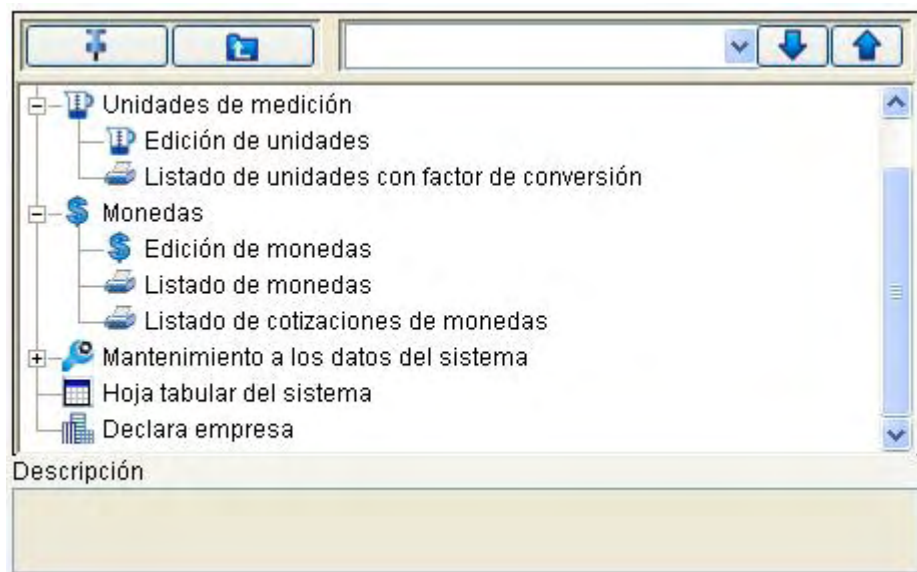 Unidades de medición
Edición de unidades
Listado de unidades con factor de conversión
Monedas
Edición de monedas
Listado de monedas
Listado de cotizaciones de monedas
Mantenimiento a los datos del sistema
Hoja tabular del sistema
Declara empresa
Descripción